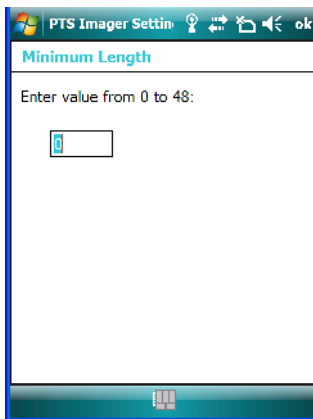 PTS Imager Settin ok
Minimum Length
Enter value from 0 to 48:
0